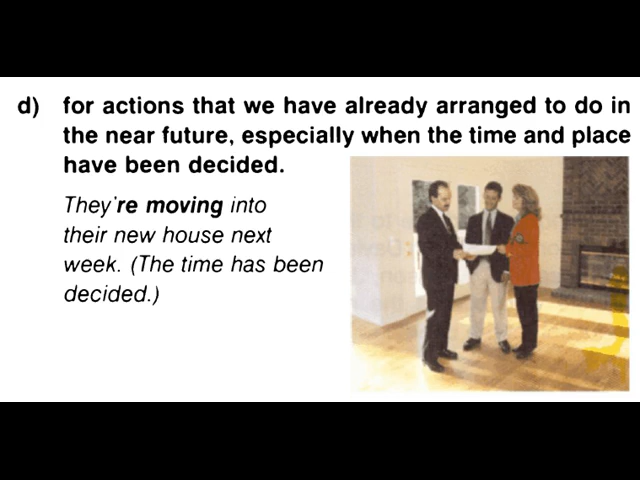 d) for actions that we have already arranged to do in
the near future, especially when the time and place
have been decided.
They're moving into
their new house next
week. (The time has been
decided.)